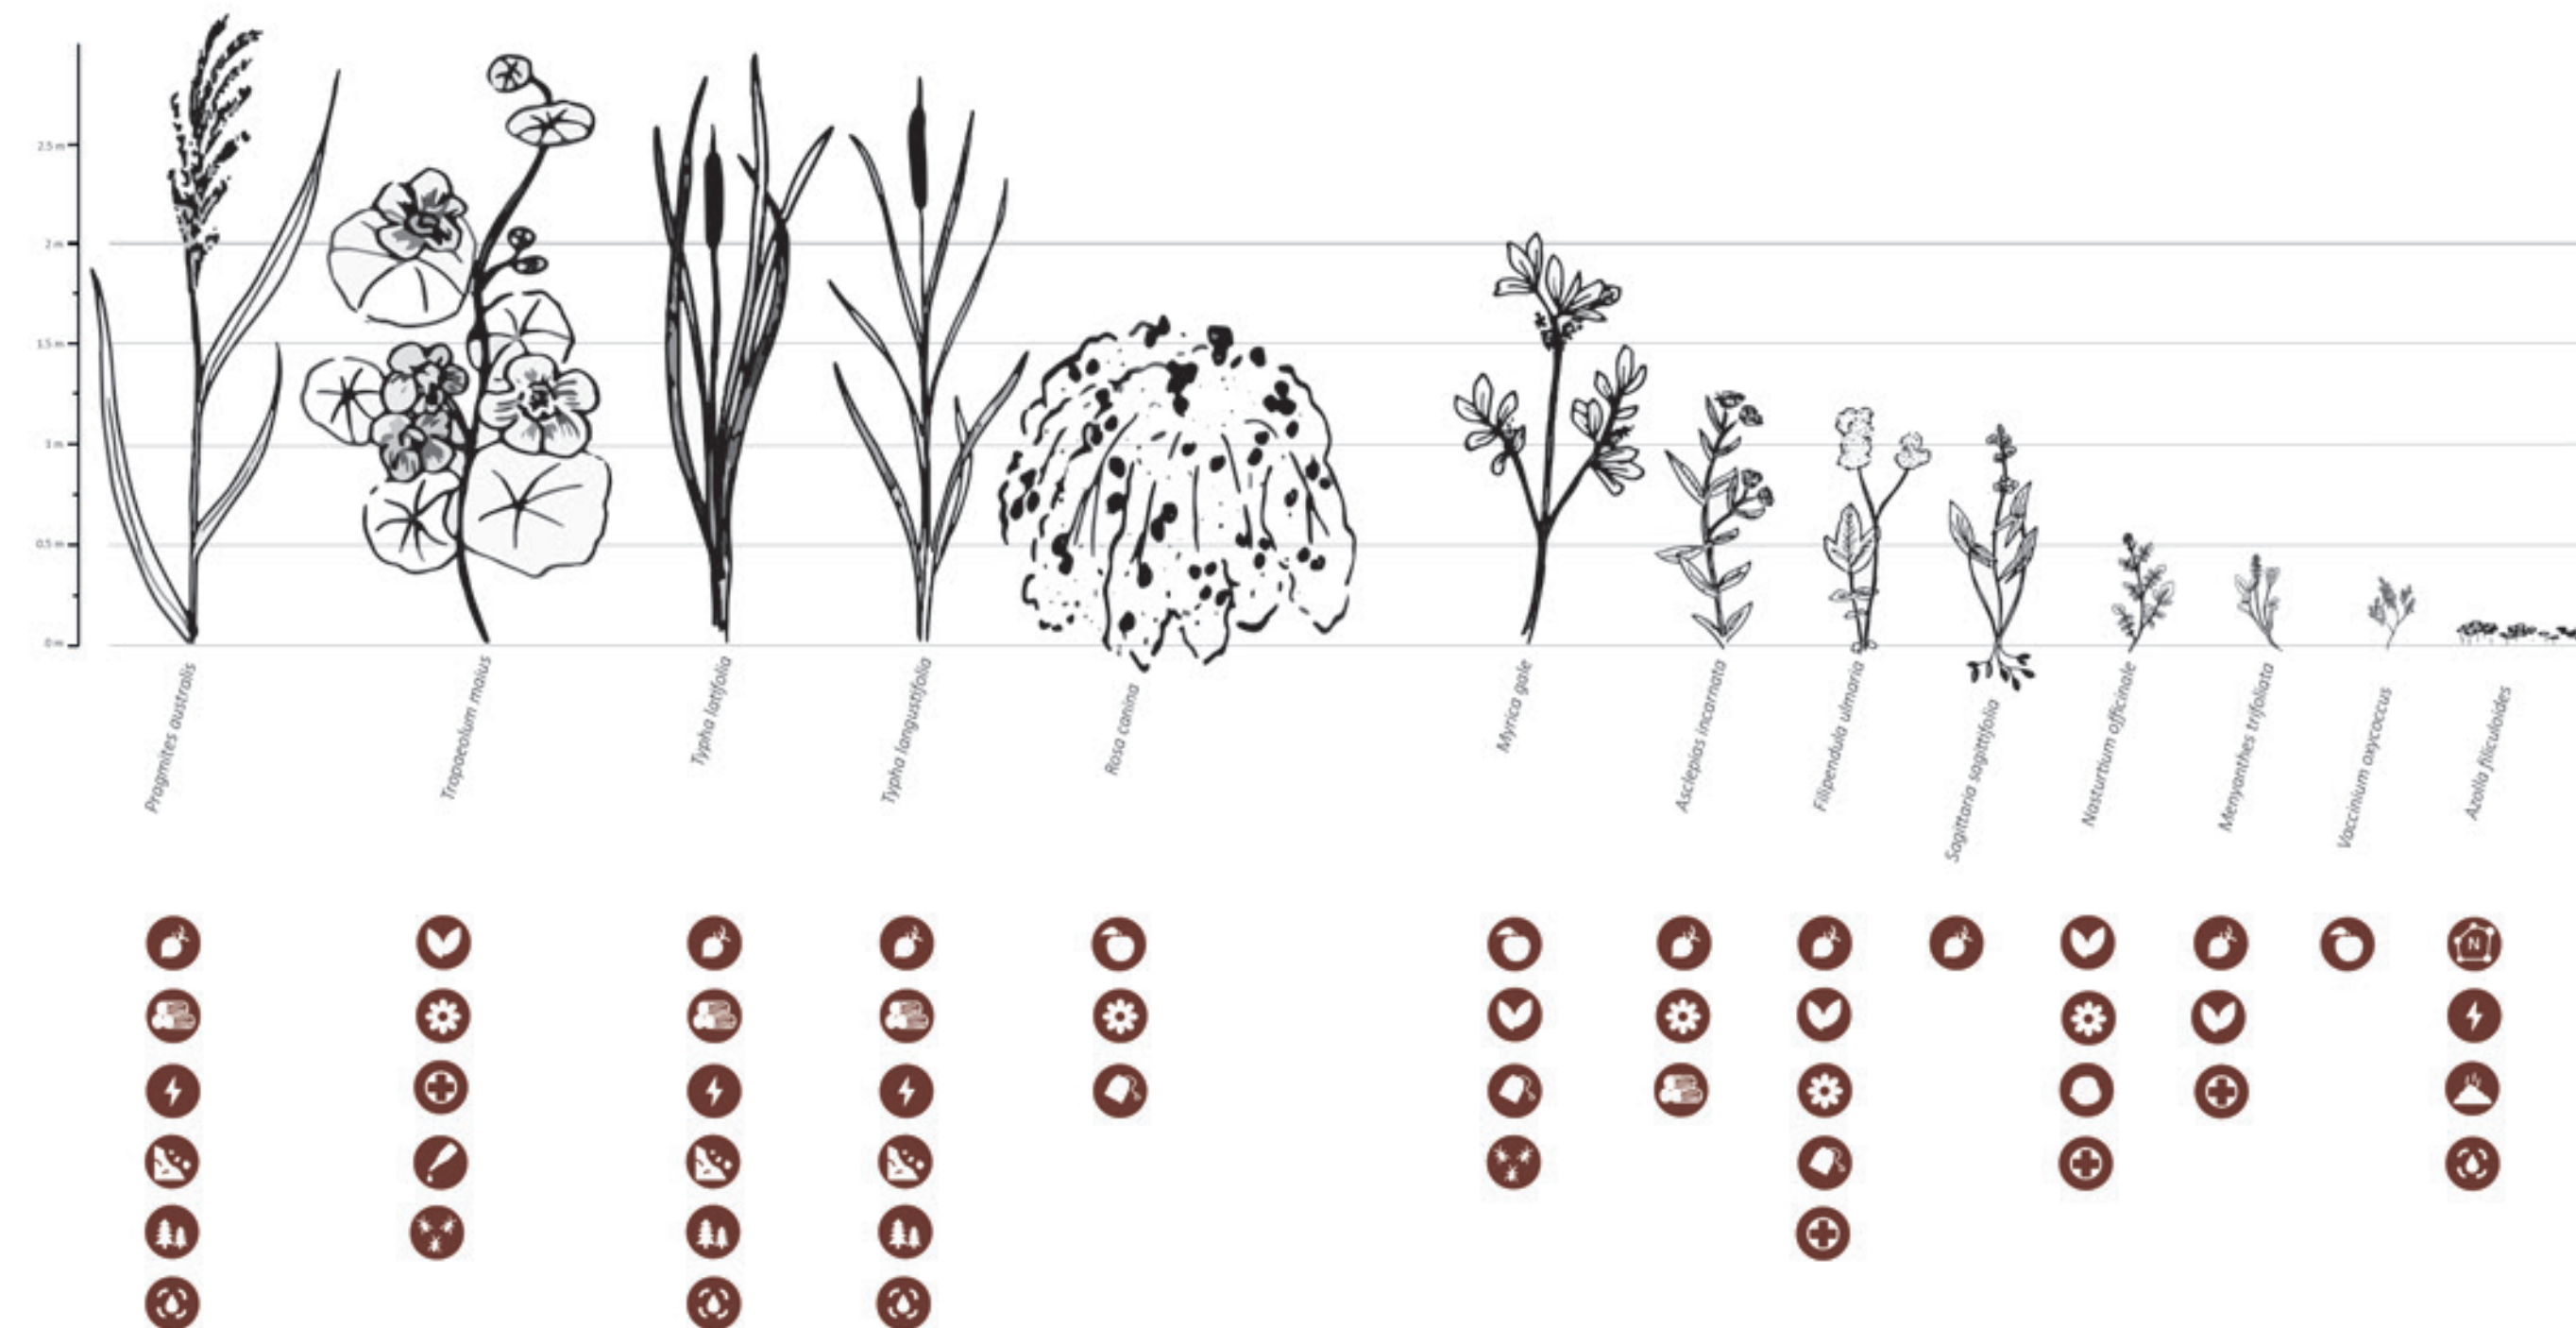 2.5 m
2 m
1.5 m
1 m
0.5 m
0 m
Pragmites australis
Tropaeolum maius
Typha latifolia
Typha langustifolia
Rosa canina
Myrica gale
Asclepias incarnata
Filipendula ulmaria
Sagittaria sagittifolia
Nasturtium officinale
Menyanthes trifoliata
Vaccinium oxycoccus
Azolla filiculoides
N